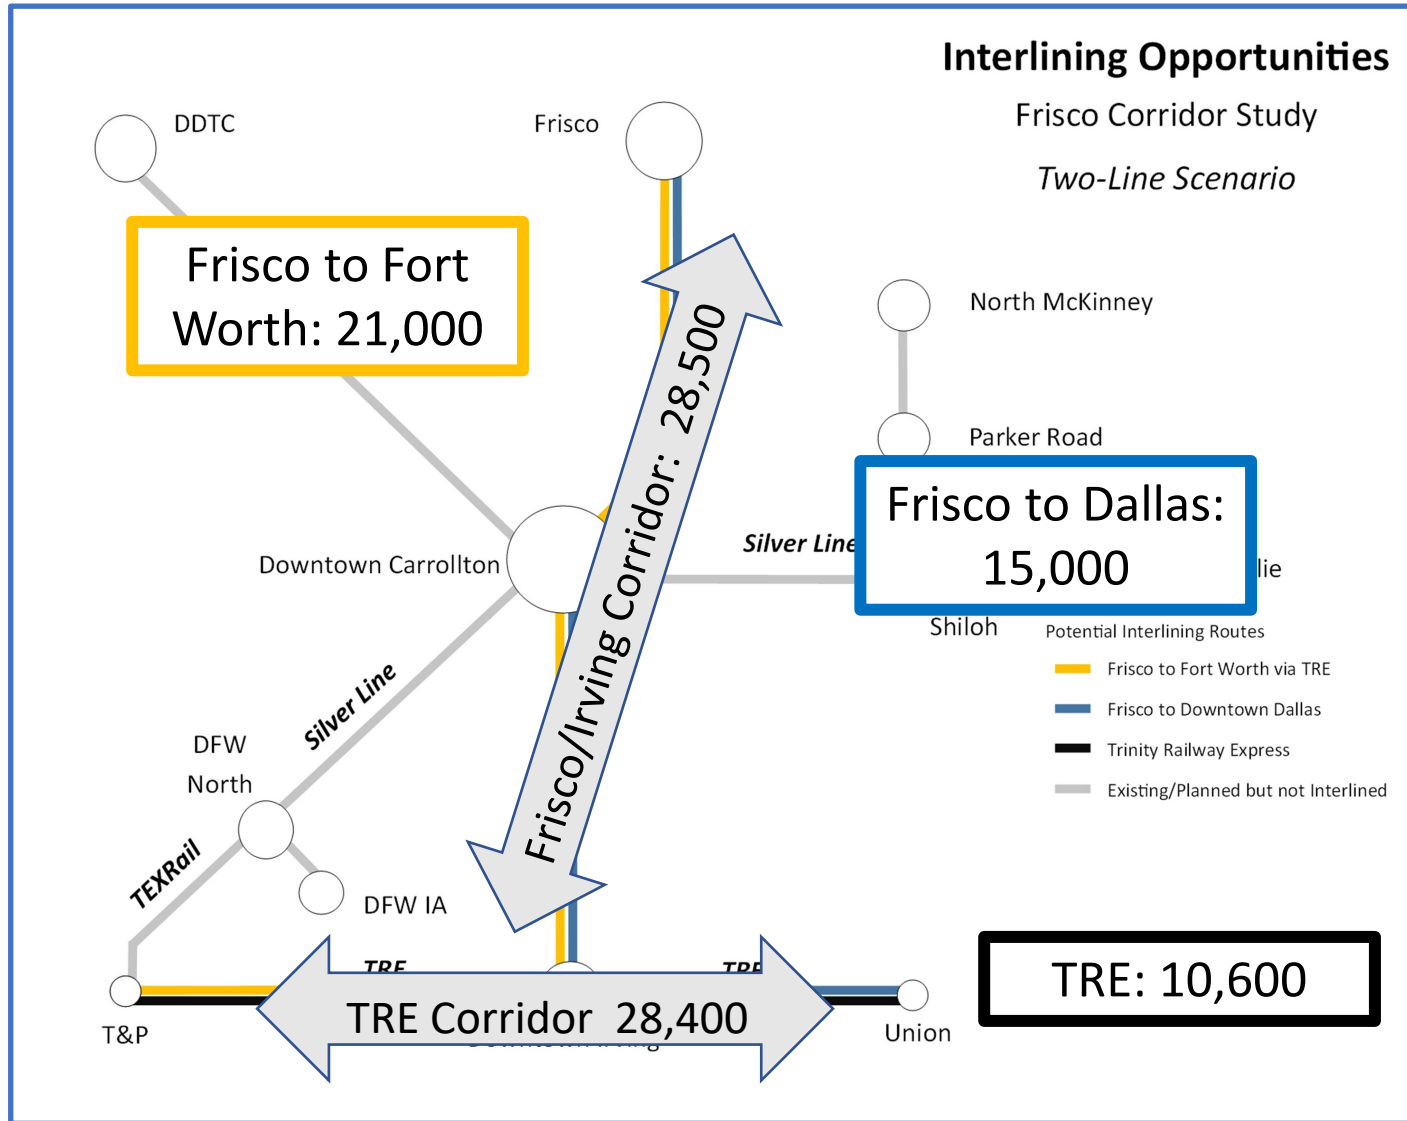 Interlining Opportunities
Frisco Corridor Study
Two-Line Scenario
DDTC
Frisco
Frisco to Fort
Worth: 21,000
North McKinney
Parker Road
Frisco/Irving Corridor: 28,500
Frisco to Dallas:
15,000
Silver Line
lie
Downtown Carrollton
Shiloh
Potential Interlining Routes
Frisco to Fort Worth via TRE
Frisco to Downtown Dallas
Trinity Railway Express
Existing/Planned but not Interlined
Silver Line
DFW
North
TEXRail
DFW IA
TRE
TRE
TRE Corridor 28,400
TRE: 10,600
T&P
Union